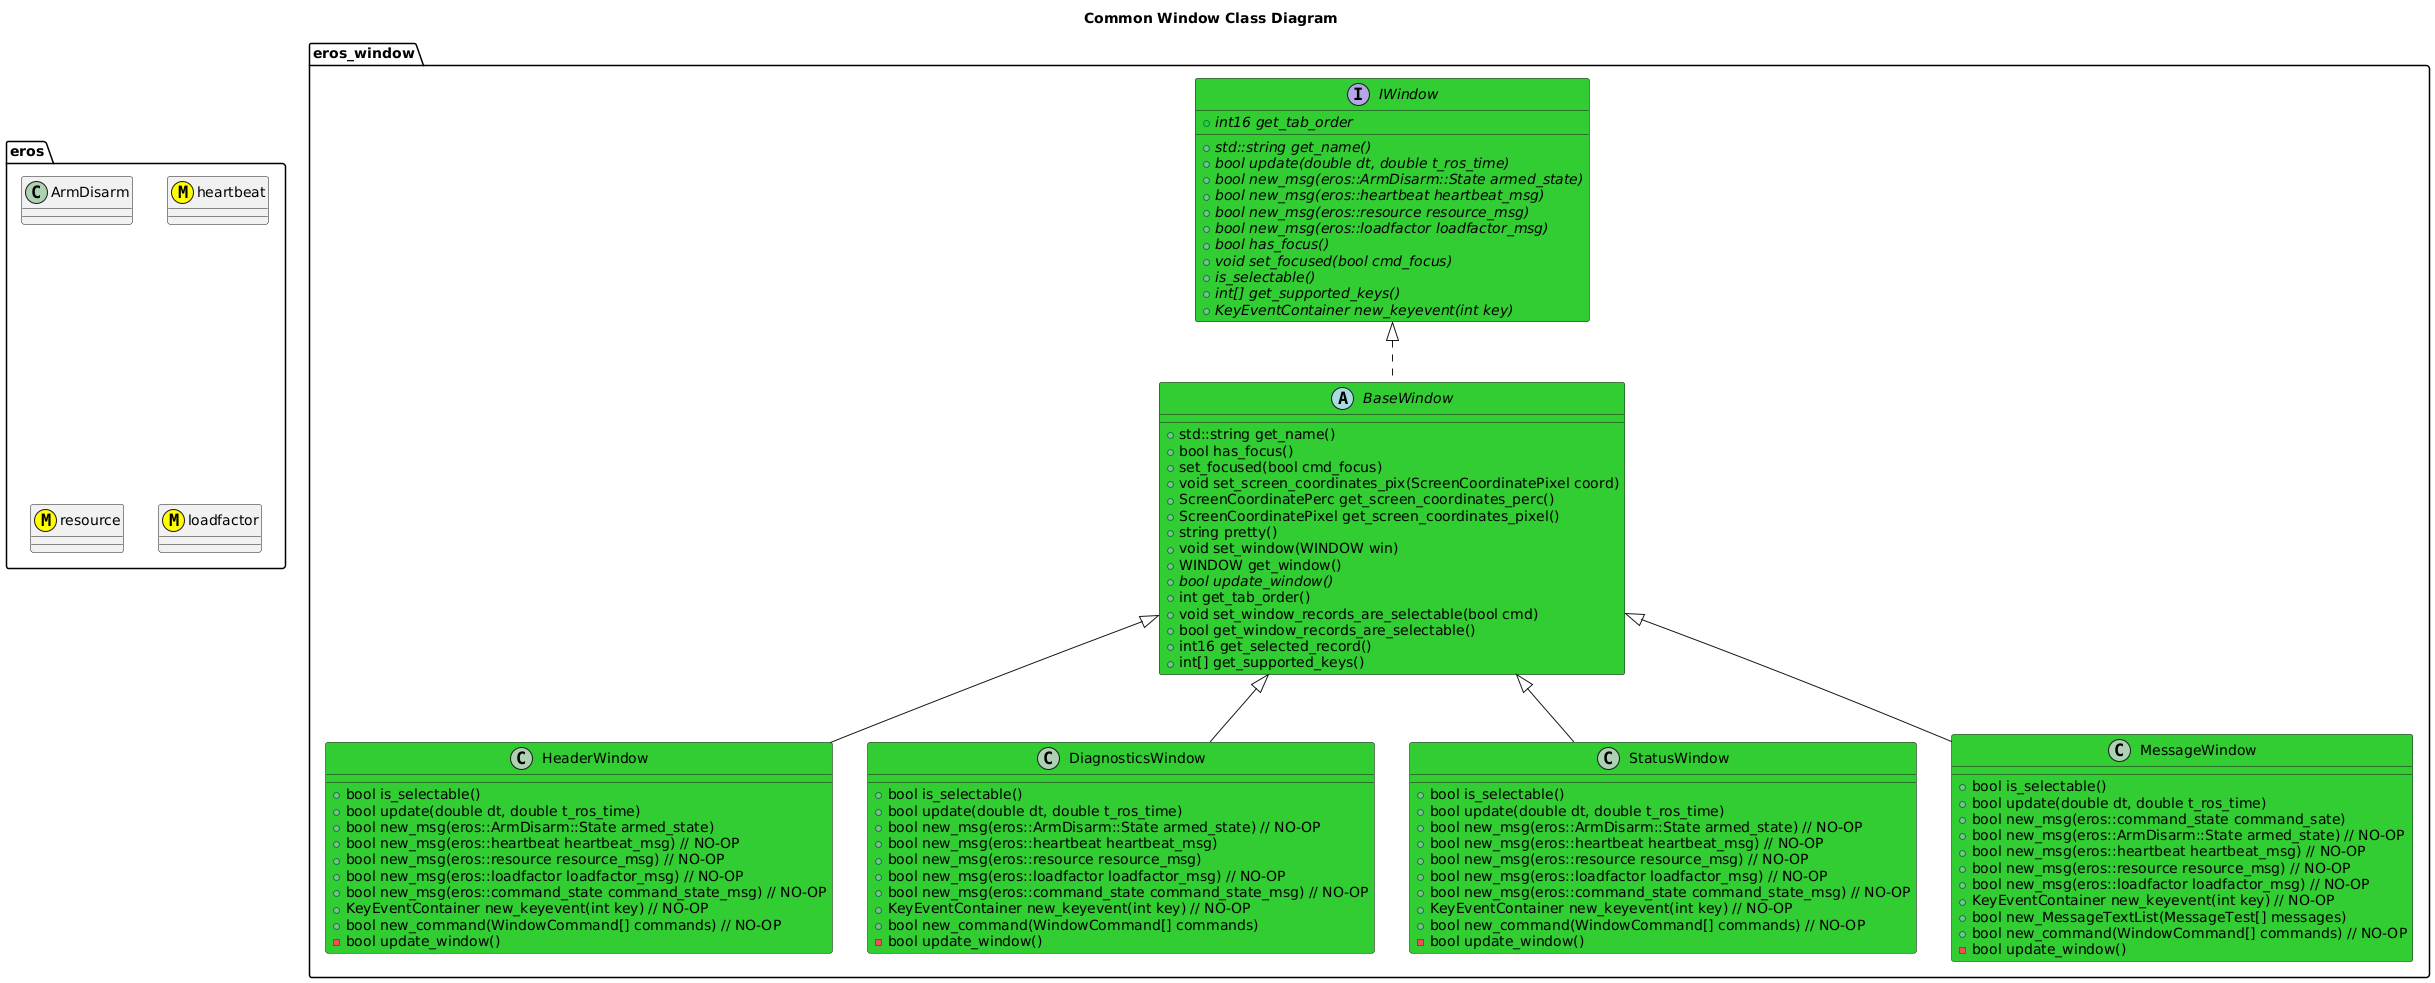 Common Window Class Diagram
eros
C ArmDisarm
M heartbeat
M resource
M loadfactor
eros_window
I IWindow
int16 get_tab_order
std::string get_name()
bool update(double dt, double t_ros_time)
bool new_msg(eros::ArmDisarm::State armed_state)
bool new_msg(eros::heartbeat heartbeat_msg)
bool new_msg(eros::resource resource_msg)
bool new_msg(eros::loadfactor loadfactor_msg)
bool has_focus()
void set_focused(bool cmd_focus)
is_selectable()
int[] get_supported_keys()
KeyEventContainer new_keyevent(int key)
A BaseWindow
std::string get_name()
bool has_focus()
set_focused(bool cmd_focus)
void set_screen_coordinates_pix(ScreenCoordinatePixel coord)
ScreenCoordinatePerc get_screen_coordinates_perc()
ScreenCoordinatePixel get_screen_coordinates_pixel()
string pretty()
void set_window(WINDOW win)
WINDOW get_window()
bool update_window()
int get_tab_order()
void set_window_records_are_selectable(bool cmd)
bool get_window_records_are_selectable()
int16 get_selected_record()
int[] get_supported_keys()
C HeaderWindow
bool is_selectable()
bool update(double dt, double t_ros_time)
bool new_msg(eros::ArmDisarm::State armed_state)
bool new_msg(eros::heartbeat heartbeat_msg) // NO-OP
bool new_msg(eros::resource resource_msg) // NO-OP
bool new_msg(eros::loadfactor loadfactor_msg) // NO-OP
bool new_msg(eros::command_state command_state_msg) // NO-OP
KeyEventContainer new_keyevent(int key) // NO-OP
bool new_command(WindowCommand[] commands) // NO-OP
bool update_window()
C DiagnosticsWindow
bool is_selectable()
bool update(double dt, double t_ros_time)
bool new_msg(eros::ArmDisarm::State armed_state) // NO-OP
bool new_msg(eros::heartbeat heartbeat_msg)
bool new_msg(eros::resource resource_msg)
bool new_msg(eros::loadfactor loadfactor_msg) // NO-OP
bool new_msg(eros::command_state command_state_msg) // NO-OP
KeyEventContainer new_keyevent(int key) // NO-OP
bool new_command(WindowCommand[] commands)
bool update_window()
C StatusWindow
bool is_selectable()
bool update(double dt, double t_ros_time)
bool new_msg(eros::ArmDisarm::State armed_state) // NO-OP
bool new_msg(eros::heartbeat heartbeat_msg) // NO-OP
bool new_msg(eros::resource resource_msg) // NO-OP
bool new_msg(eros::loadfactor loadfactor_msg) // NO-OP
bool new_msg(eros::command_state command_state_msg) // NO-OP
KeyEventContainer new_keyevent(int key) // NO-OP
bool new_command(WindowCommand[] commands) // NO-OP
bool update_window()
C MessageWindow
bool is_selectable()
bool update(double dt, double t_ros_time)
bool new_msg(eros::command_state command_sate)
bool new_msg(eros::ArmDisarm::State armed_state) // NO-OP
bool new_msg(eros::heartbeat heartbeat_msg) // NO-OP
bool new_msg(eros::resource resource_msg) // NO-OP
bool new_msg(eros::loadfactor loadfactor_msg) // NO-OP
KeyEventContainer new_keyevent(int key) // NO-OP
bool new_MessageTextList(MessageTest[] messages)
bool new_command(WindowCommand[] commands) // NO-OP
bool update_window()